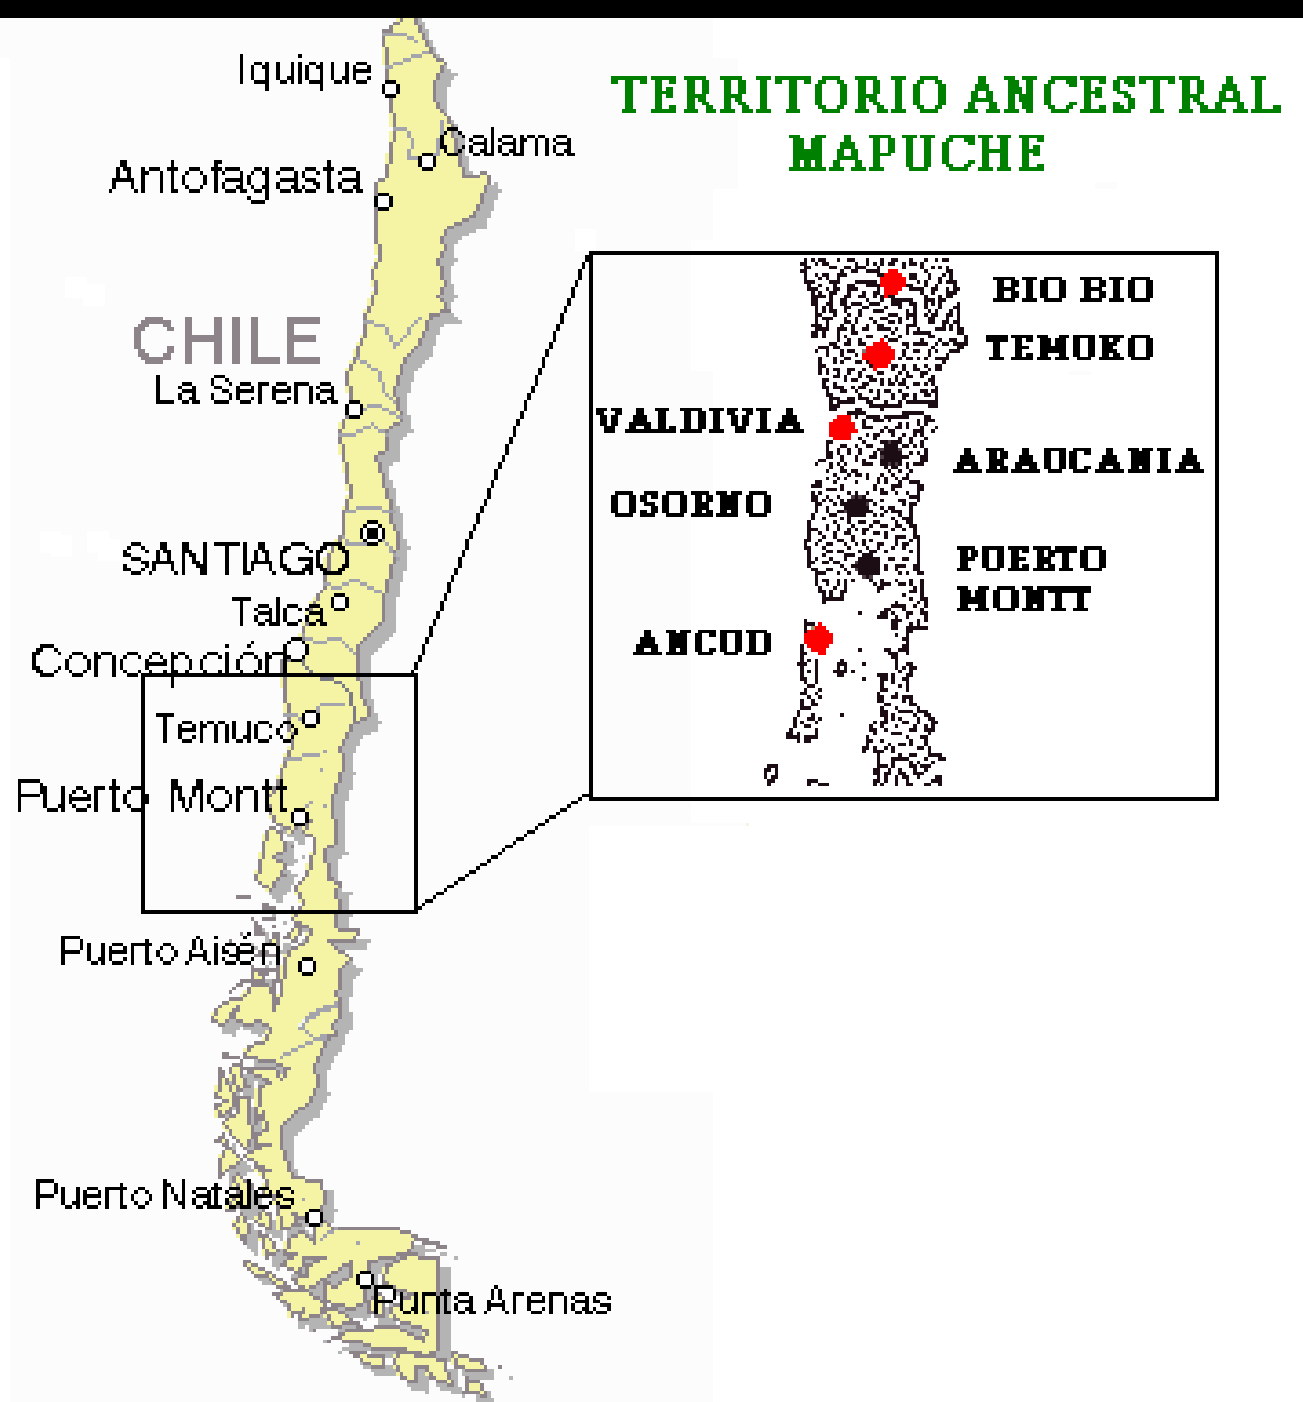 Iquique
TERRITORIO ANCESTRAL
MAPUCHE
Calama
Antofagasta
BIO BIO
CHILE
TEMUKO
La Serena
VALDIVIA
ARAUCANIA
OSORNO
SANTIAGO
PUERTO
MONTT
Talca
ANCUD
Concepción
Temuco
Puerto Montt
Puerto Aisén
Puerto Natales
Punta Arenas